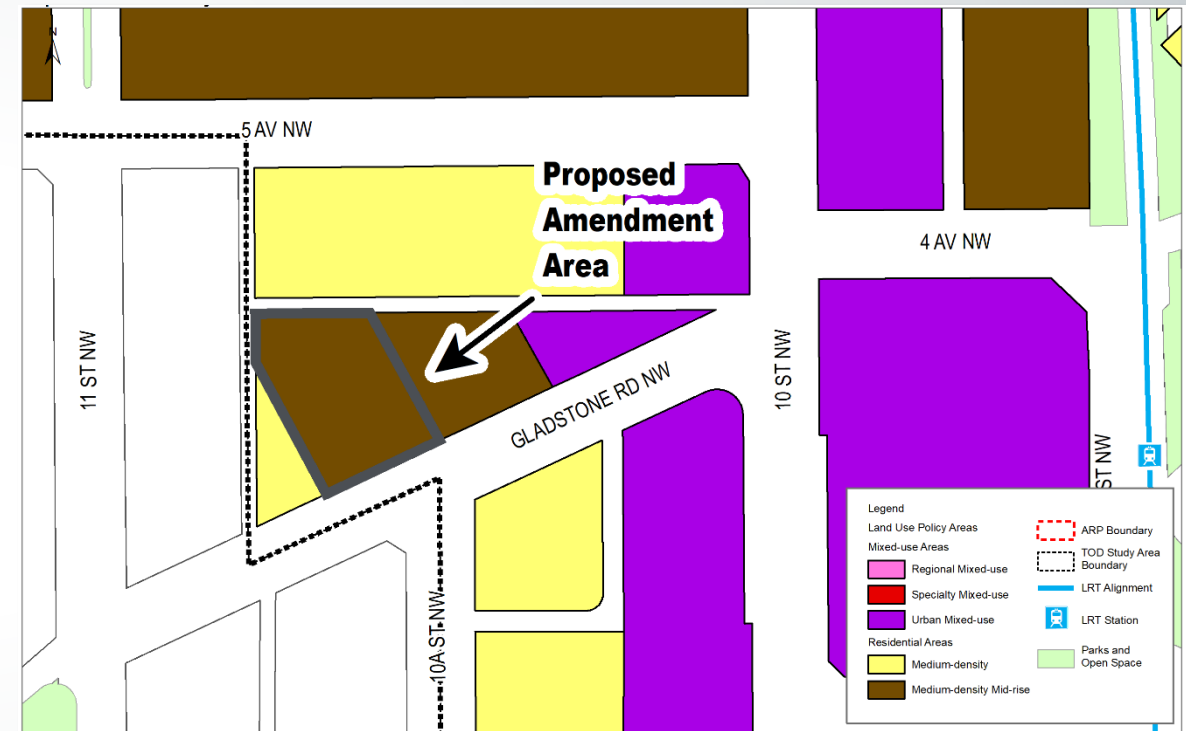 N
5 AV NW
Proposed
Amendment
Area
4 AV NW
11 ST NW
10 ST NW
GLADSTONE RD NW
ST NW
10A ST NW
Legend
Land Use Policy Areas
Mixed-use Areas
Regional Mixed-use
Specialty Mixed-use
Urban Mixed-use
Residential Areas
Medium-density
Medium-density Mid-rise
ARP Boundary
TOD Study Area
Boundary
LRT Alignment
LRT Station
Parks and
Open Space